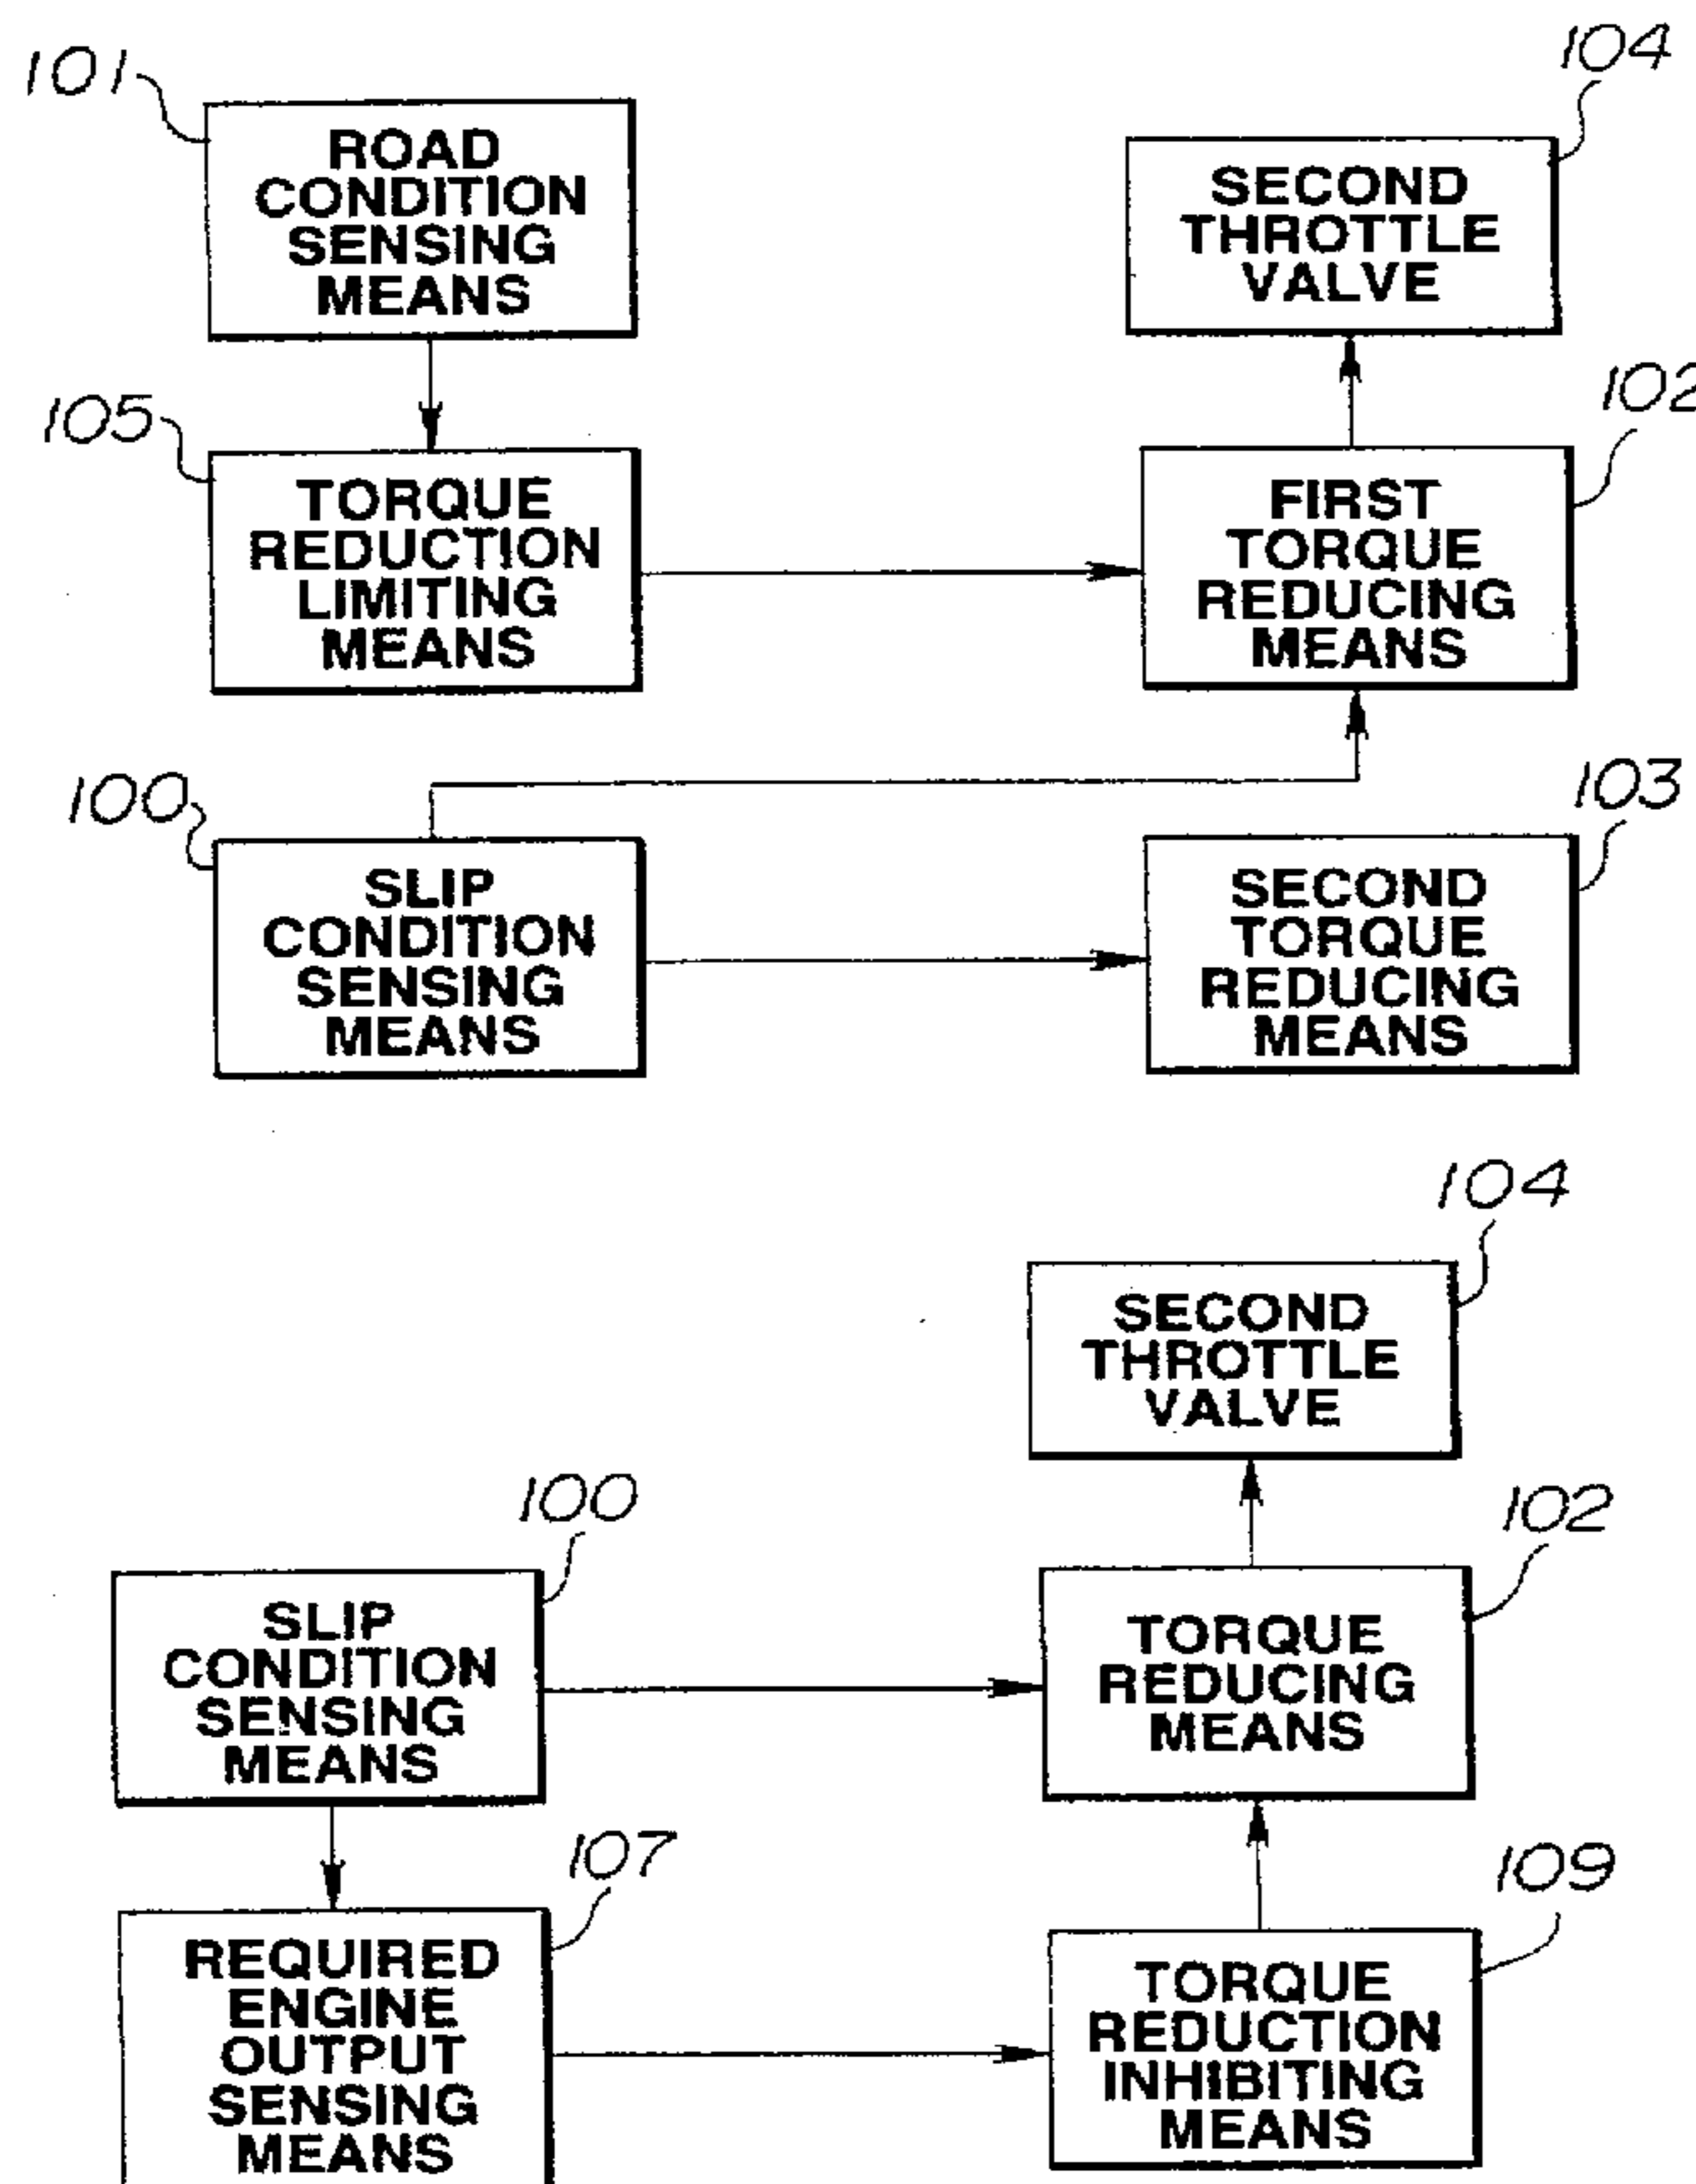 101
ROAD
CONDITION
SENSING
MEANS
104
SECOND
THROTTLE
VALVE
105
TORQUE
REDUCTION
LIMITING
MEANS
102
FIRST
TORQUE
REDUCING
MEANS
100
SLIP
CONDITION
SENSING
MEANS
103
SECOND
TORQUE
REDUCING
MEANS
104
SECOND
THROTTLE
VALVE
100
SLIP
CONDITION
SENSING
MEANS
102
TORQUE
REDUCING
MEANS
107
REQUIRED
ENGINE
OUTPUT
SENSING
MEANS
109
TORQUE
REDUCTION
INHIBITING
MEANS